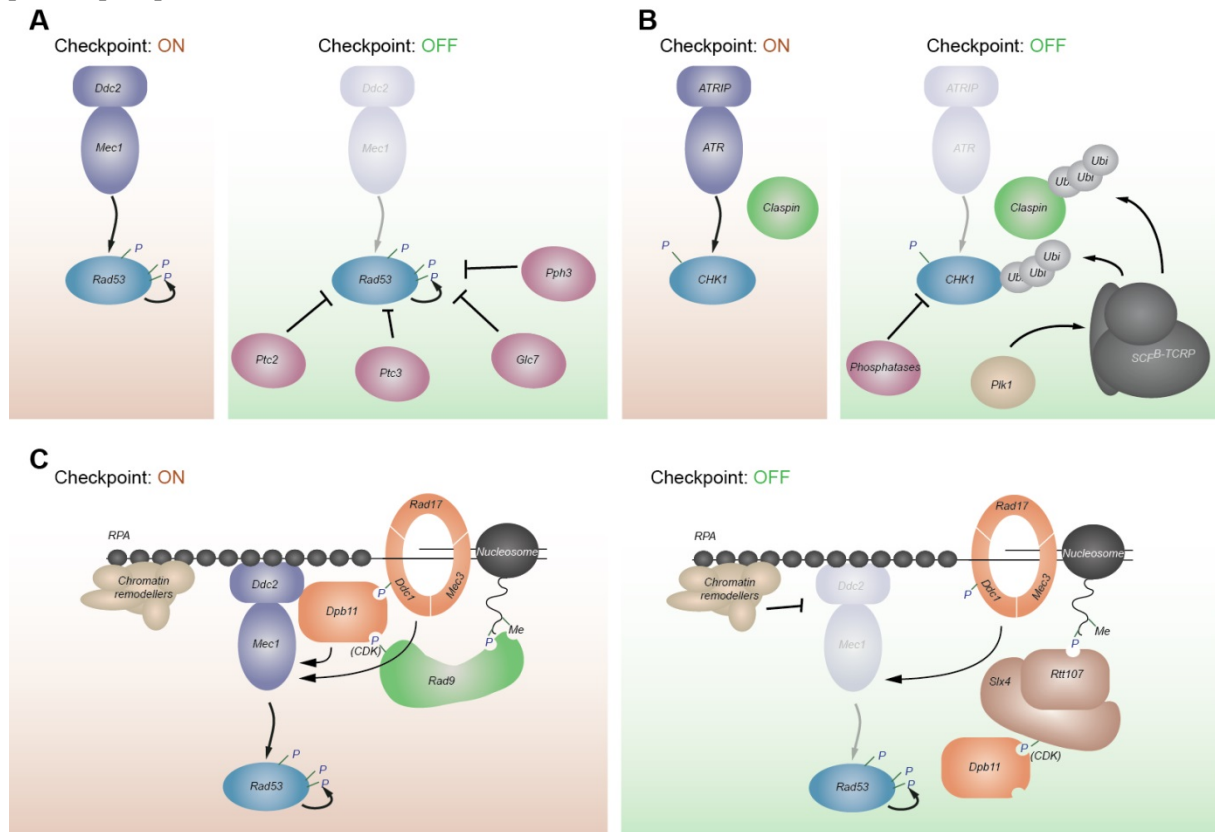 A
Checkpoint: ON
Ddc2
Mec1
P
Rad53
P
P
Checkpoint: OFF
Ddc2
Mec1
P
Rad53
P
P
Pph3
Ptc2
Ptc3
Glc7
B
Checkpoint: ON
ATRIP
ATR
Claspin
P
CHK1
Checkpoint: OFF
ATRIP
ATR
Ubi
Ubi
Ub
Claspin
P
Ubi
Ubi
Ub
CHK1
Phosphatases
Plk1
SCFB-TCRP
C
Checkpoint: ON
RPA
Rad17
Nucleosome
Chromatin
remodellers
Ddc2
Ddc1
Mec3
P
Dpb11
Me
P
P
(CDK)
Mec1
Rad9
P
P
P
Rad53
Checkpoint: OFF
RPA
Rad17
Nucleosome
Chromatin
remodellers
Ddc2
Ddc1
Mec3
P
Me
P
Mec1
Slx4
Rtt107
P
(CDK)
Dpb11
P
P
P
Rad53